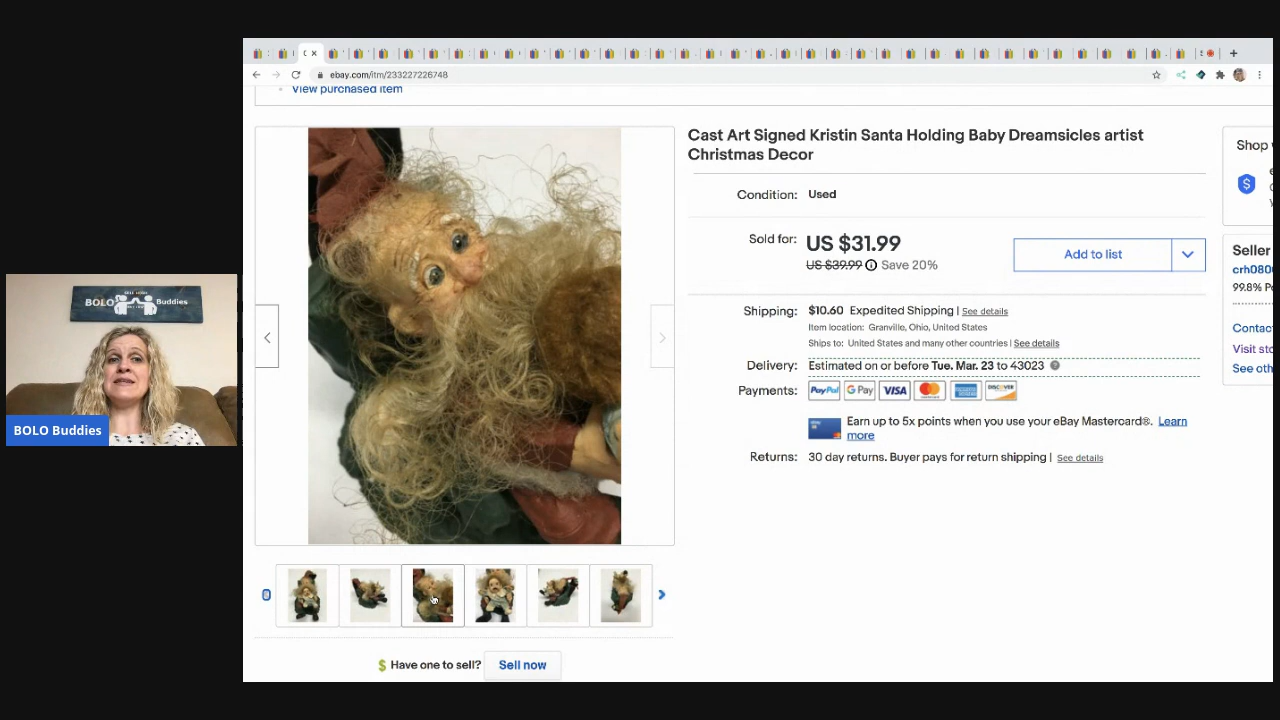 ebay.com/itm/233227226748
View purchased item
Cast Art Signed Kristin Santa Holding Baby Dreamsicles artist
Christmas Decor
Condition: Used
Sold for: US $31.99
US $39.99 Save 20%
Add to list
Shipping: $10.60 Expedited Shipping | See details
Item location: Granville, Ohio, United States
Ships to: United States and many other countries | See details
Delivery: Estimated on or before Tue. Mar. 23 to 43023
Payments: PayPal G Pay VISA
DISCOVER
Earn up to 5x points when you use your eBay Mastercard®. Learn
more
Returns: 30 day returns. Buyer pays for return shipping | See details
Shop
Seller
crh080
99.8% P
Contac
Visit sto
See oth
BOLO Buddies
BOLO Buddies
$ Have one to sell? Sell now